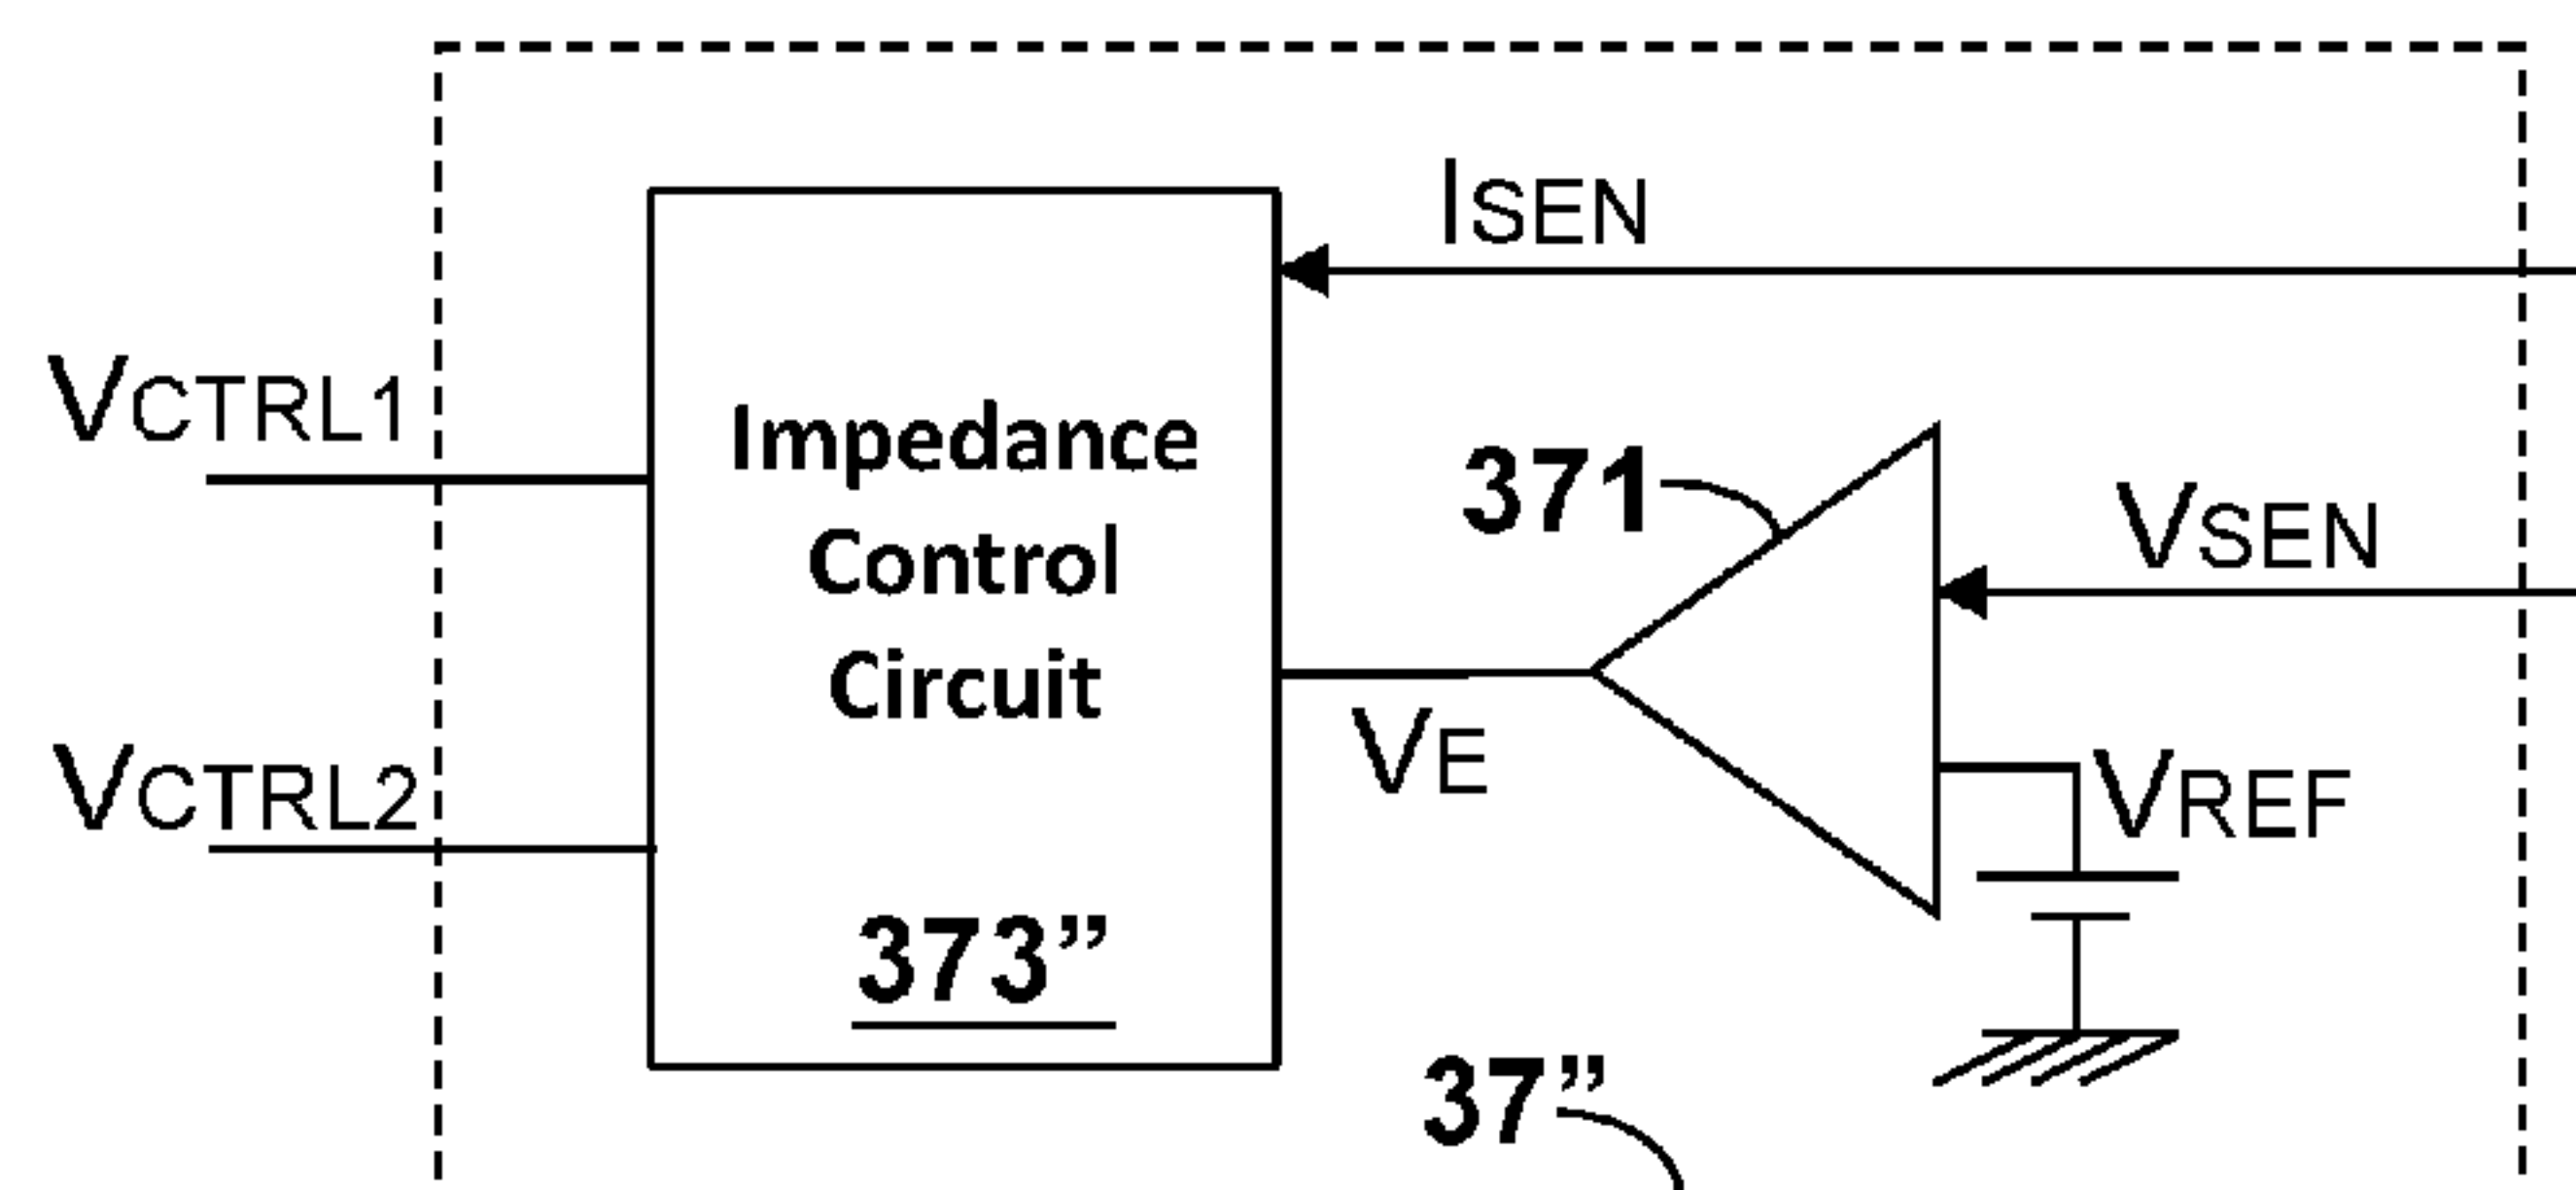 ISEN
VCTRL1
Impedance
Control
Circuit
371
VSEN
VE
VCTRL2
VREF
373”
37”